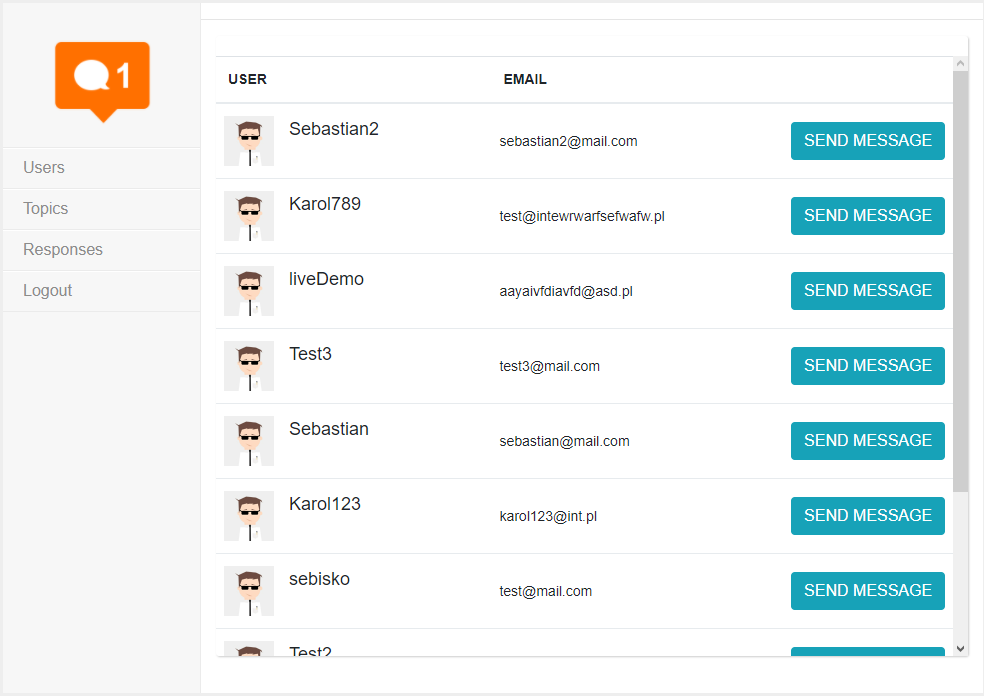 1
Users
Topics
Responses
Logout
USER EMAIL
Sebastian2 sebastian2@mail.com SEND MESSAGE
Karol789 test@intewrwarfsefwafw.pl SEND MESSAGE
liveDemo aayaivfdiavfd@asd.pl SEND MESSAGE
Test3 test3@mail.com SEND MESSAGE
Sebastian sebastian@mail.com SEND MESSAGE
Karol123 karol123@int.pl SEND MESSAGE
sebisko test@mail.com SEND MESSAGE
Test2